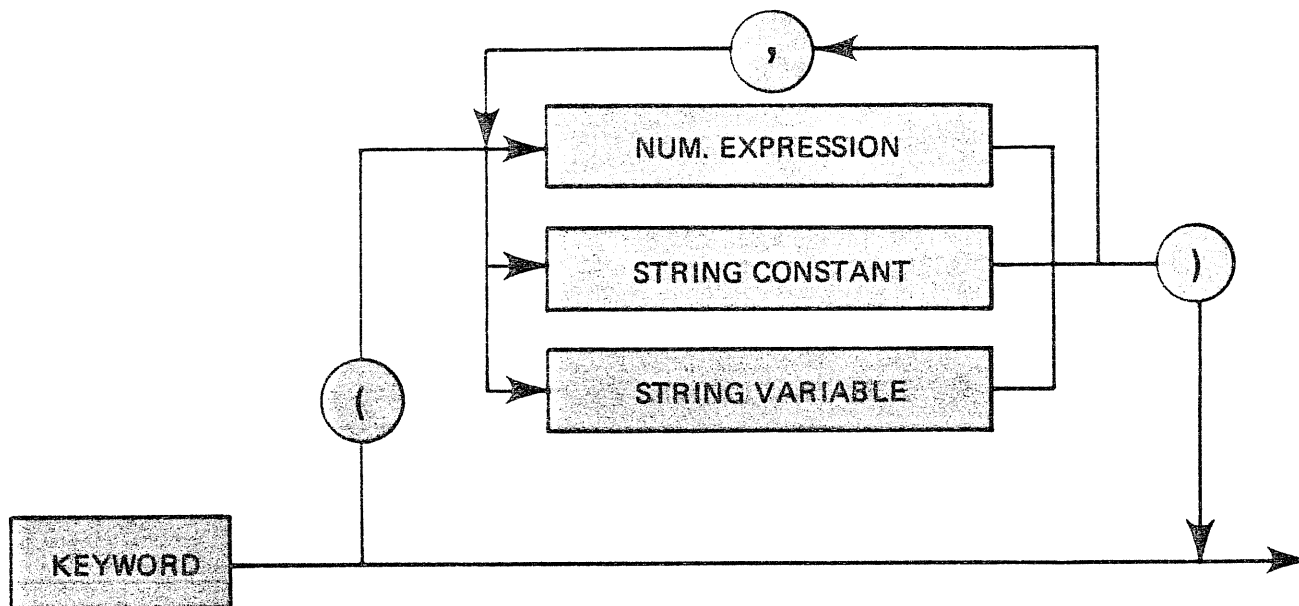 ,
NUM. EXPRESSION
STRING CONSTANT
)
STRING VARIABLE
(
KEYWORD